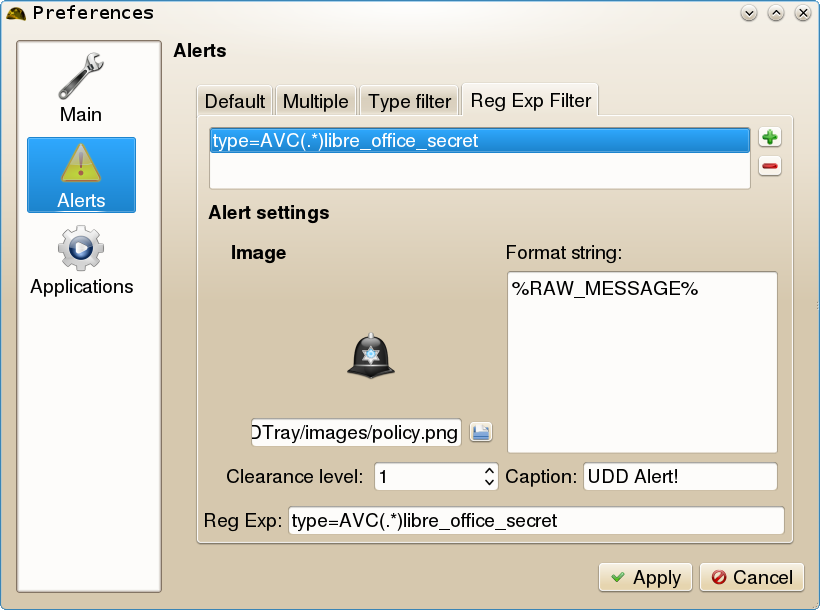 Preferences
Alerts
Main
Alerts
Applications
Default Multiple Type filter Reg Exp Filter
type=AVC(.*)libre_office_secret
Alert settings
Image
Format string:
%RAW_MESSAGE%
DTray/images/policy.png
Clearance level: 1 Caption: UDD Alert!
Reg Exp: type=AVC(.*)libre_office_secret
Apply Cancel